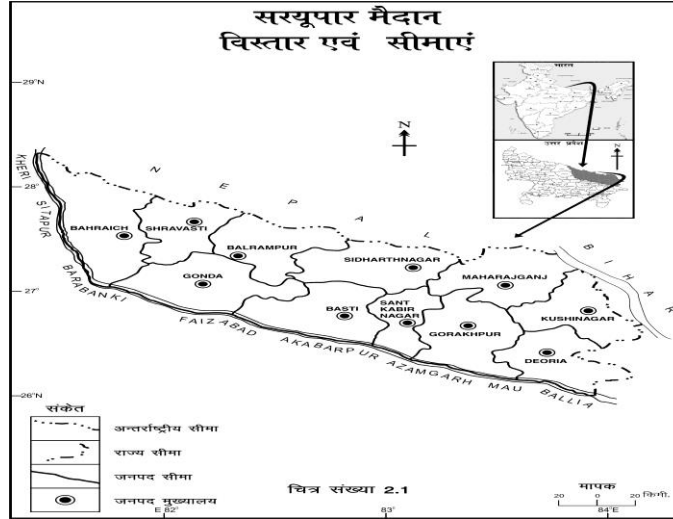 सरयूपार मैदान
विस्तार एवं सीमाएं
भारत
उत्तर प्रदेश
N
29°N
28°
27°
26°N
N
NEPAL
BIHAR
KHERI
SITAPUR
BARABANKI
FAIZABAD
AKABARPUR
AZAMGARH
MAU
BALLIA
BAHRAICH
SHRAVASTI
BALRAMPUR
GONDA
SIDHARTHNAGAR
MAHARAJGANJ
BASTI
SANT
KABIR
NAGAR
GORAKHPUR
KUSHINAGAR
DEORIA
संकेत
अन्तर्राष्ट्रीय सीमा
राज्य सीमा
जनपद सीमा
जनपद मुख्यालय
चित्र संख्या 2.1
मापक
20 0 20 किमी.
E 82 83 84°E